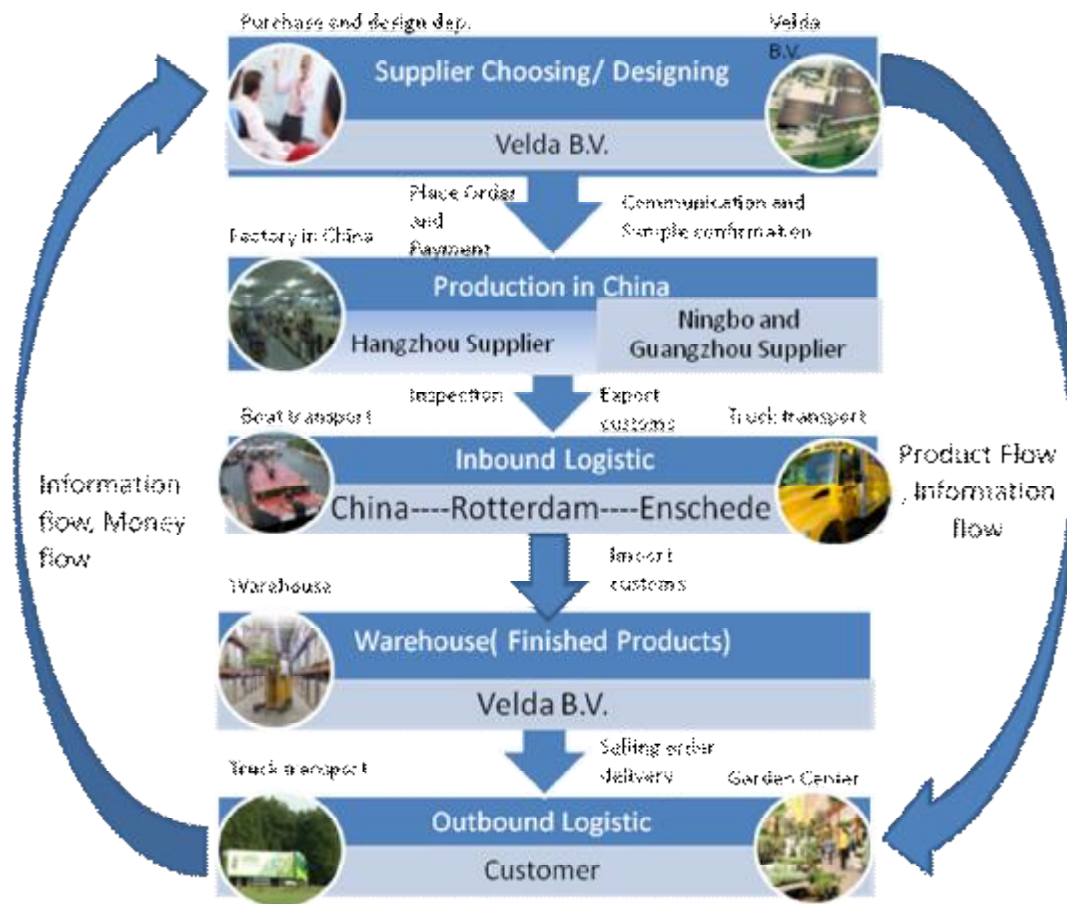 Purchase and design dep.
Velda
B.V.
Supplier Choosing/ Designing
Velda B.V.
Place Order
and
Payment
Communication and
Sample confirmation
Factory in China
Production in China
Hangzhou Supplier
Ningbo and
Guangzhou Supplier
Inspection
Export
customs
Boat transport
Truck transport
Inbound Logistic
China----Rotterdam----Enschede
Information
flow, Money
flow
Product Flow
, Information
flow
Import
customs
Warehouse
Warehouse( Finished Products)
Velda B.V.
Salling order
delivery
Truck transport
Garden Center
Outbound Logistic
Customer